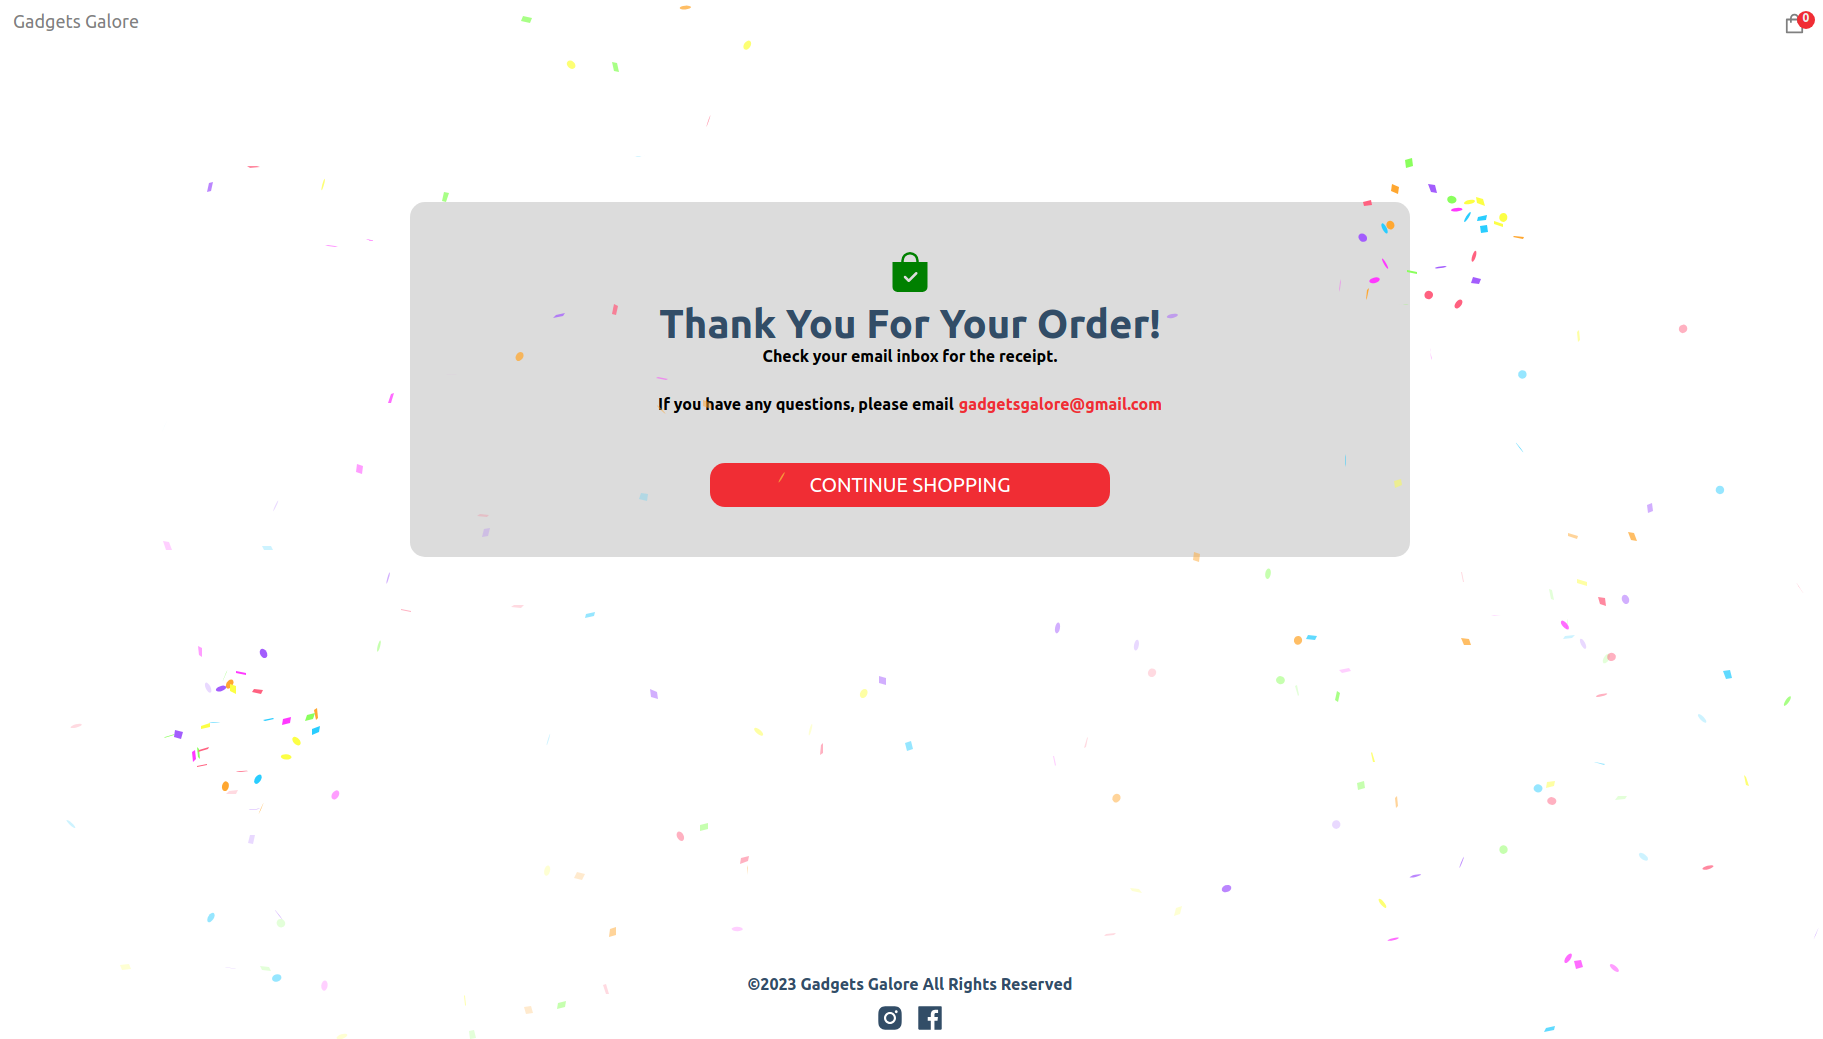 Gadgets Galore
0
Thank You For Your Order!
Check your email inbox for the receipt.
If you have any questions, please email gadgetsgalore@gmail.com
CONTINUE SHOPPING
©2023 Gadgets Galore All Rights Reserved